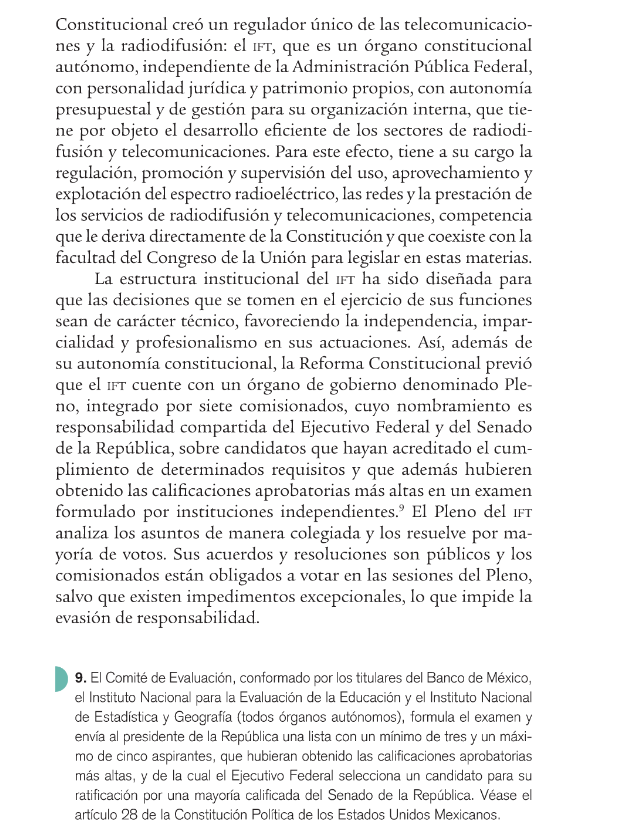 Constitucional creó un regulador único de las telecomunicacio-
nes y la radiodifusión: el IFT, que es un órgano constitucional
autónomo, independiente de la Administración Pública Federal,
con personalidad jurídica y patrimonio propios, con autonomía
presupuestal y de gestión para su organización interna, que tie-
ne por objeto el desarrollo eficiente de los sectores de radiodi-
fusión y telecomunicaciones. Para este efecto, tiene a su cargo la
regulación, promoción y supervisión del uso, aprovechamiento y
explotación del espectro radioeléctrico, las redes y la prestación de
los servicios de radiodifusión y telecomunicaciones, competencia
que le deriva directamente de la Constitución y que coexiste con la
facultad del Congreso de la Unión para legislar en estas materias.
La estructura institucional del IFT ha sido diseñada para
que las decisiones que se tomen en el ejercicio de sus funciones
sean de carácter técnico, favoreciendo la independencia, impar-
cialidad y profesionalismo en sus actuaciones. Así, además de
su autonomía constitucional, la Reforma Constitucional previó
que el IFT cuente con un órgano de gobierno denominado Ple-
no, integrado por siete comisionados, cuyo nombramiento es
responsabilidad compartida del Ejecutivo Federal y del Senado
de la República, sobre candidatos que hayan acreditado el cum-
plimiento de determinados requisitos y que además hubieren
obtenido las calificaciones aprobatorias más altas en un examen
formulado por instituciones independientes.⁹ El Pleno del IFT
analiza los asuntos de manera colegiada y los resuelve por ma-
yoría de votos. Sus acuerdos y resoluciones son públicos y los
comisionados están obligados a votar en las sesiones del Pleno,
salvo que existen impedimentos excepcionales, lo que impide la
evasión de responsabilidad.
9. El Comité de Evaluación, conformado por los titulares del Banco de México,
el Instituto Nacional para la Evaluación de la Educación y el Instituto Nacional
de Estadística y Geografía (todos órganos autónomos), formula el examen y
envía al presidente de la República una lista con un mínimo de tres y un máxi-
mo de cinco aspirantes, que hubieran obtenido las calificaciones aprobatorias
más altas, y de la cual el Ejecutivo Federal selecciona un candidato para su
ratificación por una mayoría calificada del Senado de la República. Véase el
artículo 28 de la Constitución Política de los Estados Unidos Mexicanos.